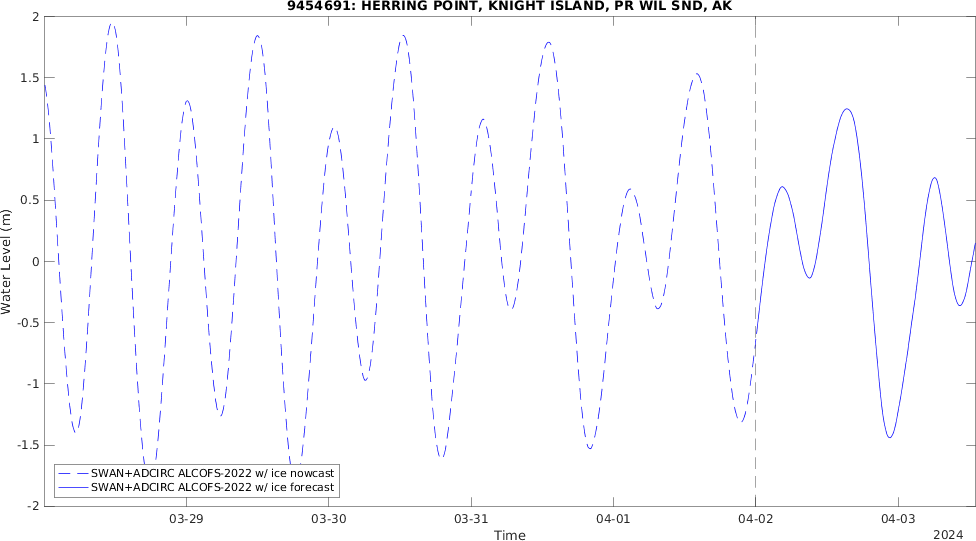 9454691: HERRING POINT, KNIGHT ISLAND, PR WIL SND, AK
2
1.5
1
0.5
0
-0.5
-1
-1.5
-2
Water Level (m)
SWAN+ADCIRC ALCOFS-2022 w/ ice nowcast
SWAN+ADCIRC ALCOFS-2022 w/ ice forecast
03-29 03-30 03-31 04-01 04-02 04-03
Time
2024